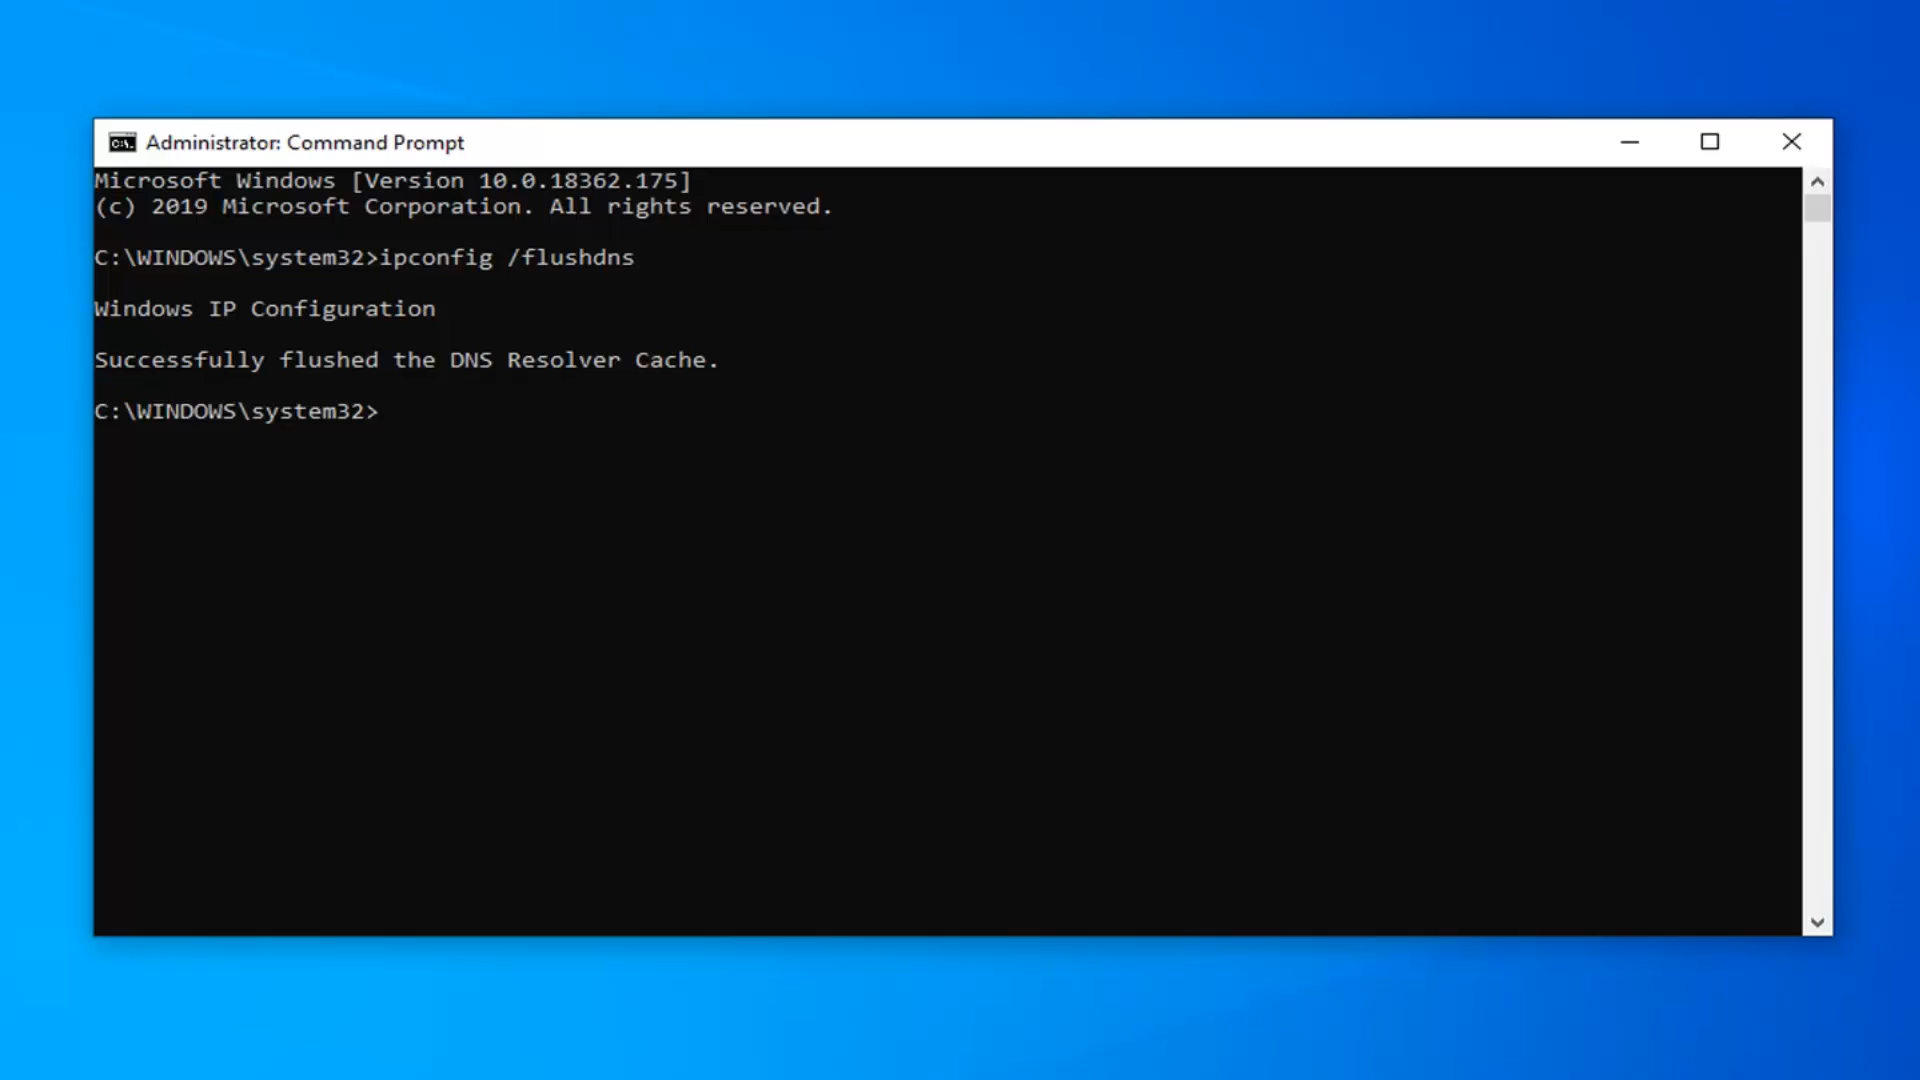 Administrator: Command Prompt
Microsoft Windows [Version 10.0.18362.175]
(c) 2019 Microsoft Corporation. All rights reserved.
C:\WINDOWS\system32>ipconfig /flushdns
Windows IP Configuration
Successfully flushed the DNS Resolver Cache.
C:\WINDOWS\system32>